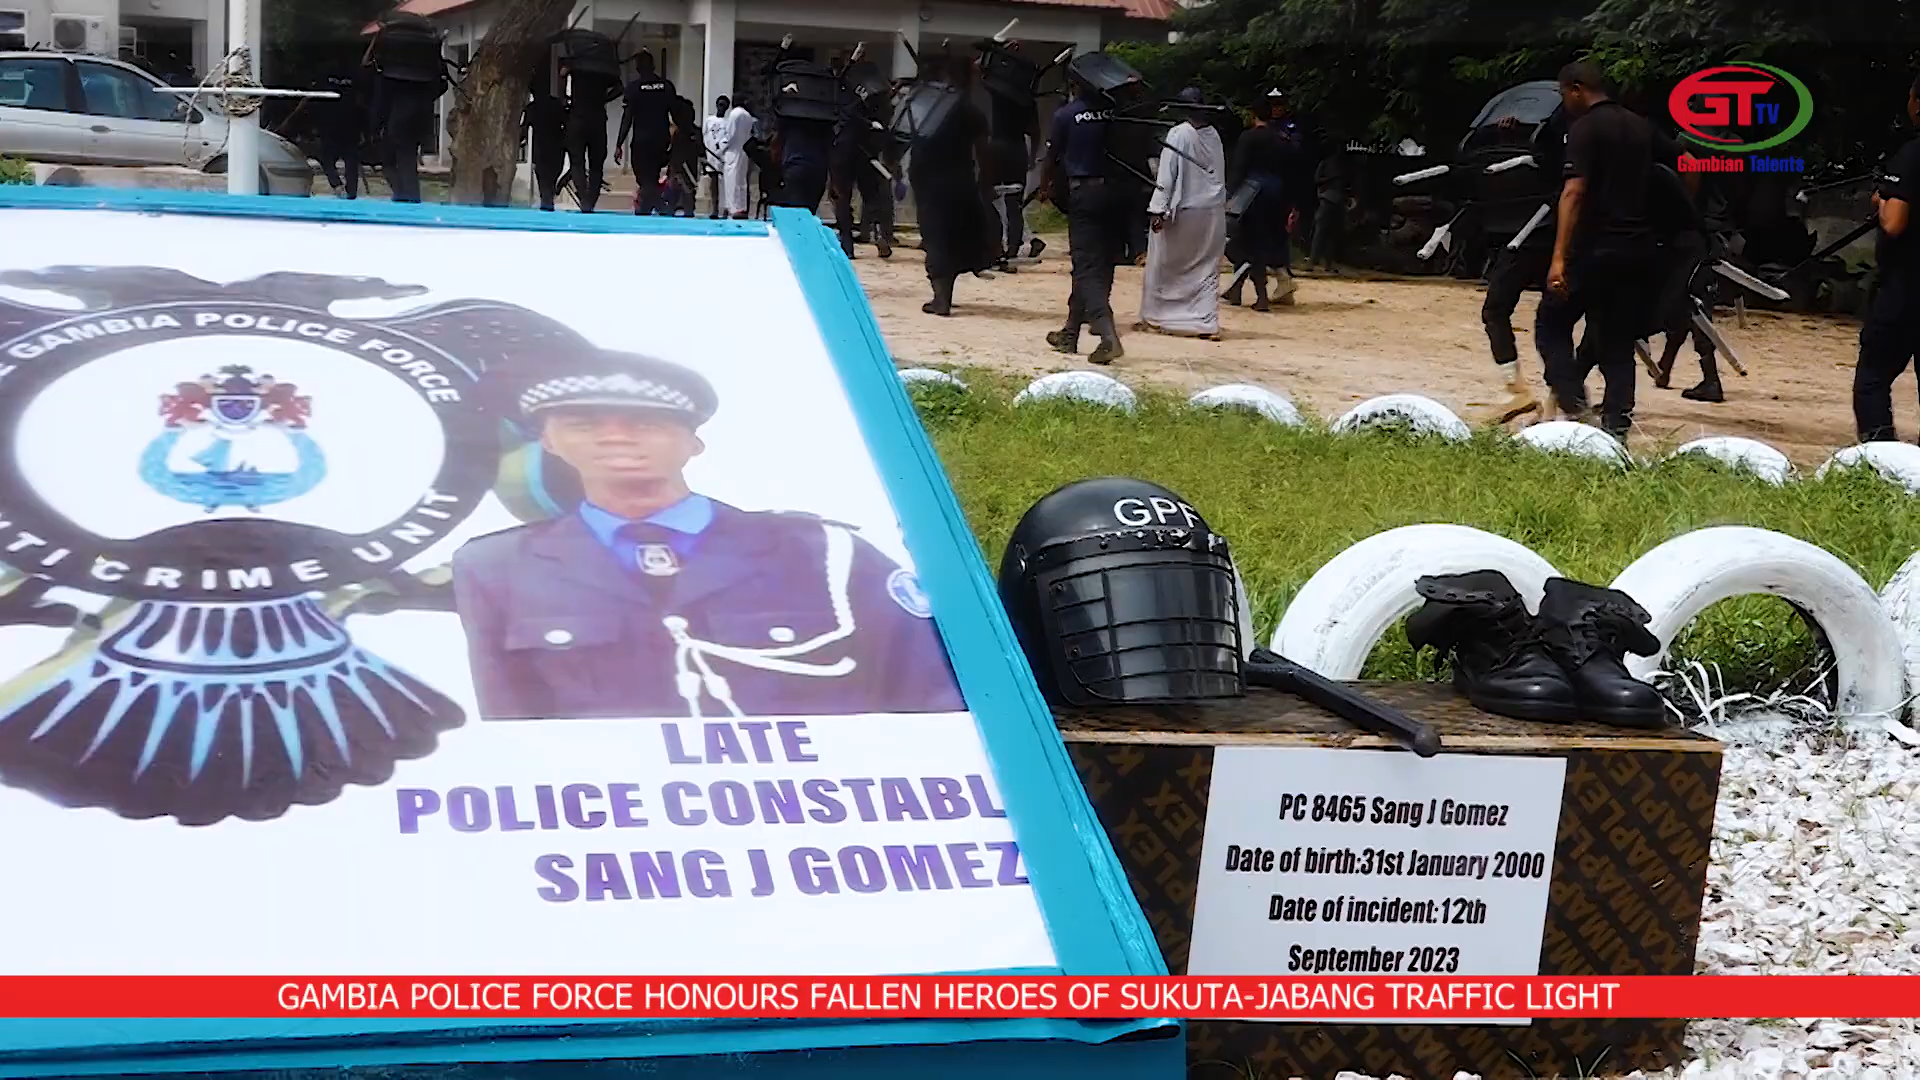 POLICE
POLICE
GT TV
Gambian Talents
GAMBIA POLICE FORCE
CRIME UNIT
LATE
POLICE CONSTABL
SANG J GOMEZ
GPF
PC 8465 Sang J Gomez
Date of birth:31st January 2000
Date of incident:12th
September 2023
GAMBIA POLICE FORCE HONOURS FALLEN HEROES OF SUKUTA-JABANG TRAFFIC LIGHT